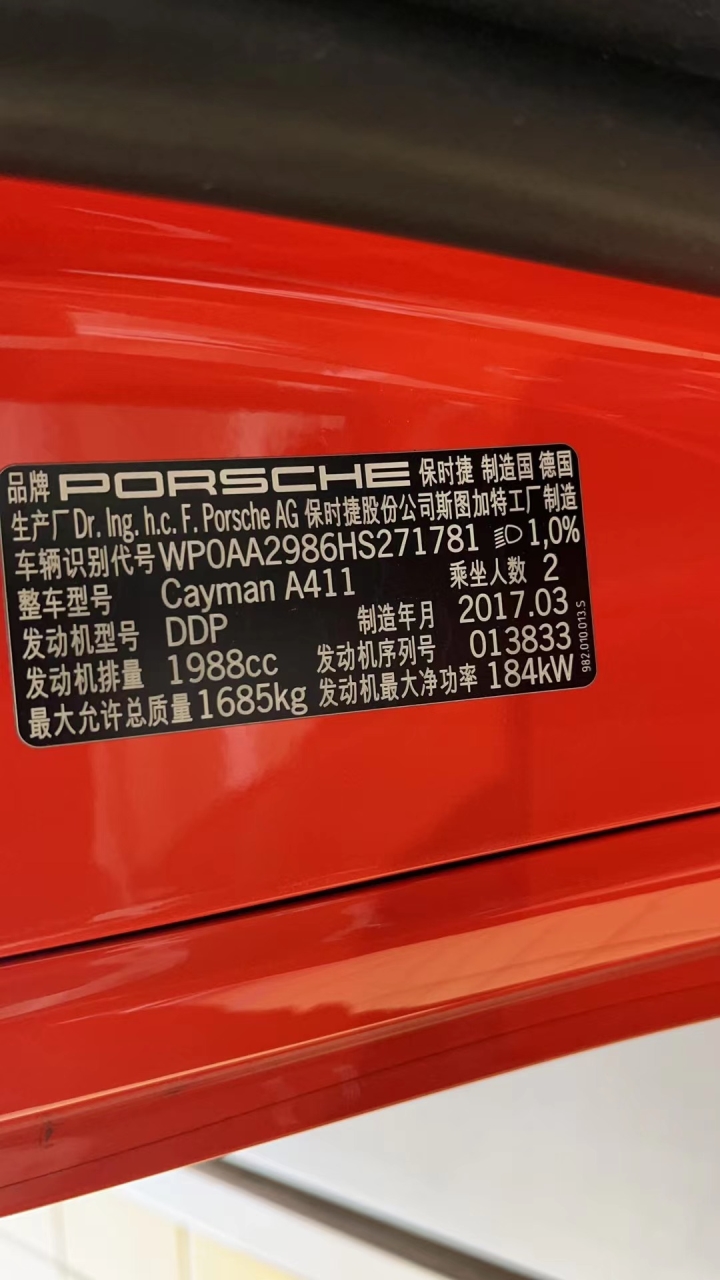 品牌 PORSCHE 保时捷 制造国 德国
生产厂 Dr. Ing. h.c. F. Porsche AG 保时捷股份公司斯图加特工厂制造
车辆识别代号 WP0AA2986HS271781 1,0%
整车型号 Cayman A411 乘坐人数 2
发动机型号 DDP 制造年月 2017.03
发动机排量 1988cc 发动机序列号 013833
最大允许总质量 1685kg 发动机最大净功率 184kW
982.010.013.S